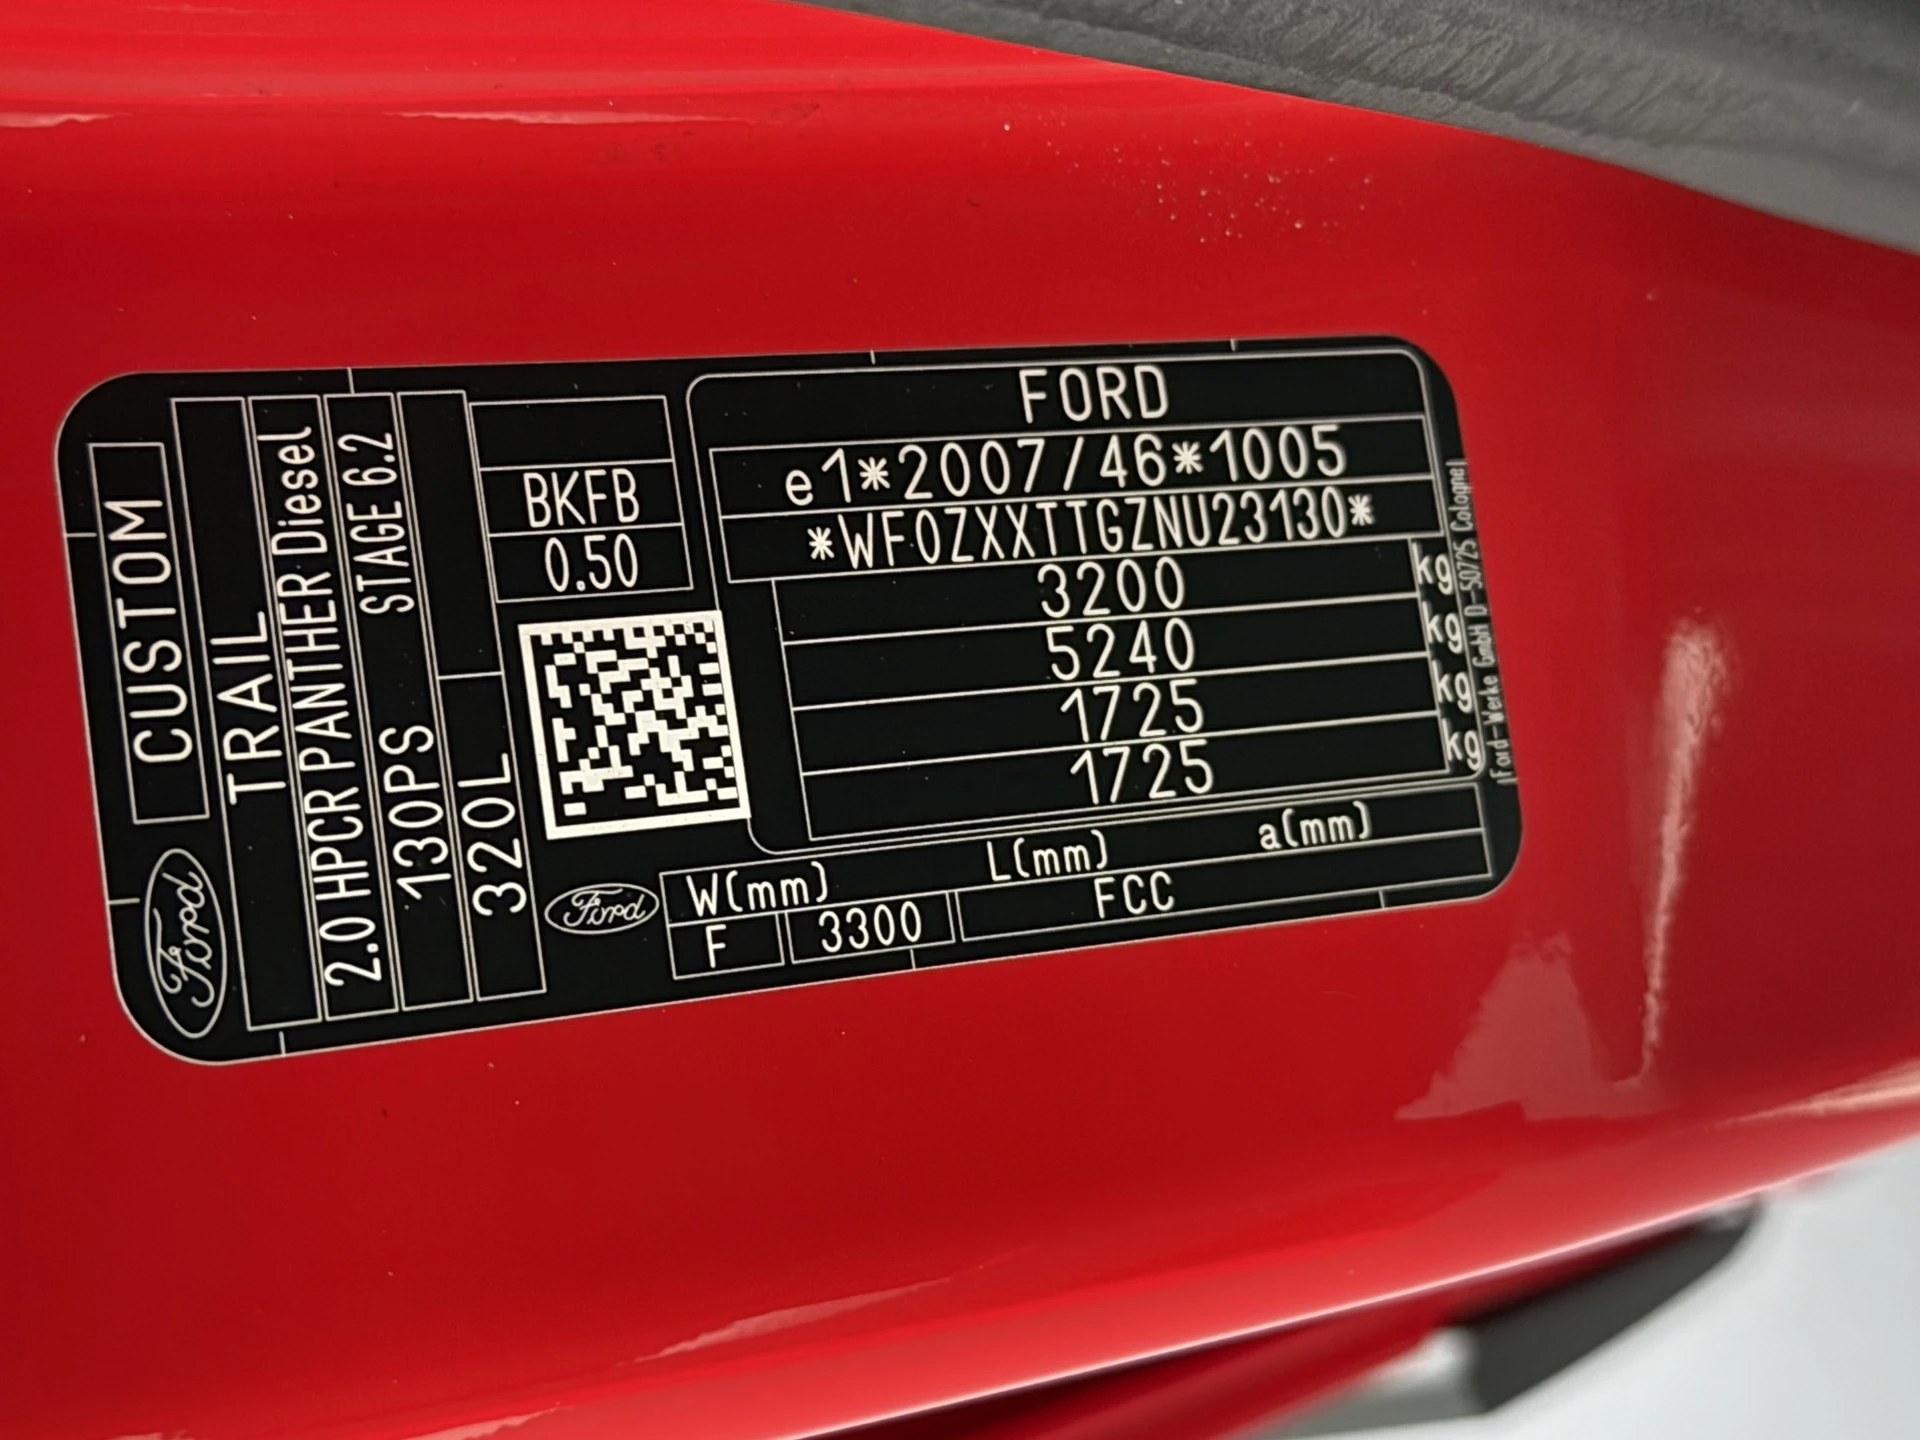 FORD
e1*2007/46*1005
*WF0ZXXTTGZNU23130*
3200 kg
5240 kg
1725 kg
1725 kg
W(mm) L(mm) a(mm)
F 3300 FCC
Ford
BKFB
0.50
Ford CUSTOM
TRAIL
2.0 HPCR PANTHER Diesel
130PS STAGE 6.2
320L
(Ford-Werke GmbH D-50725 Cologne)